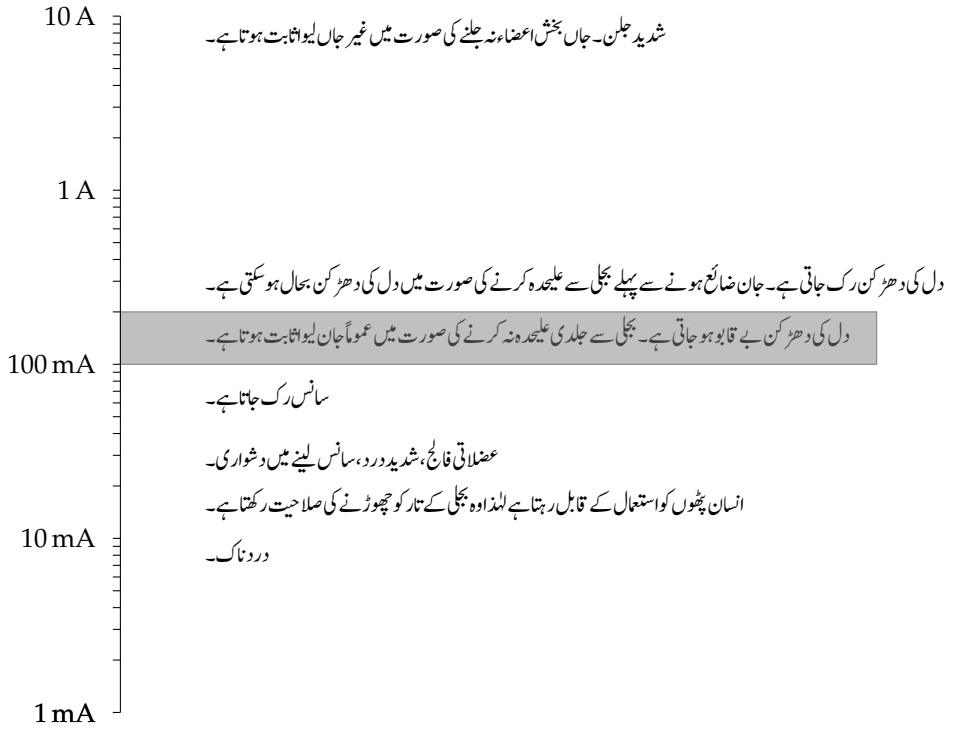 10 A
شدید جلن۔ جاں بخش اعضاء نہ جلنے کی صورت میں غیر جاں لیوا ثابت ہوتا ہے۔
1 A
دل کی دھڑکن رک جاتی ہے۔ جان ضائع ہونے سے پہلے بجلی سے علیحدہ کرنے کی صورت میں دل کی دھڑکن بحال ہو سکتی ہے۔
دل کی دھڑکن بے قابو ہو جاتی ہے۔ بجلی سے جلدی علیحدہ نہ کرنے کی صورت میں عموماً جان لیوا ثابت ہوتا ہے۔
100 mA
سانس رک جاتا ہے۔
عضلاتی فالج، شدید درد، سانس لینے میں دشواری۔
انسان پٹھوں کو استعمال کے قابل رہتا ہے لہٰذا وہ بجلی کے تار کو چھوڑنے کی صلاحیت رکھتا ہے۔
10 mA
درد ناک۔
1 mA